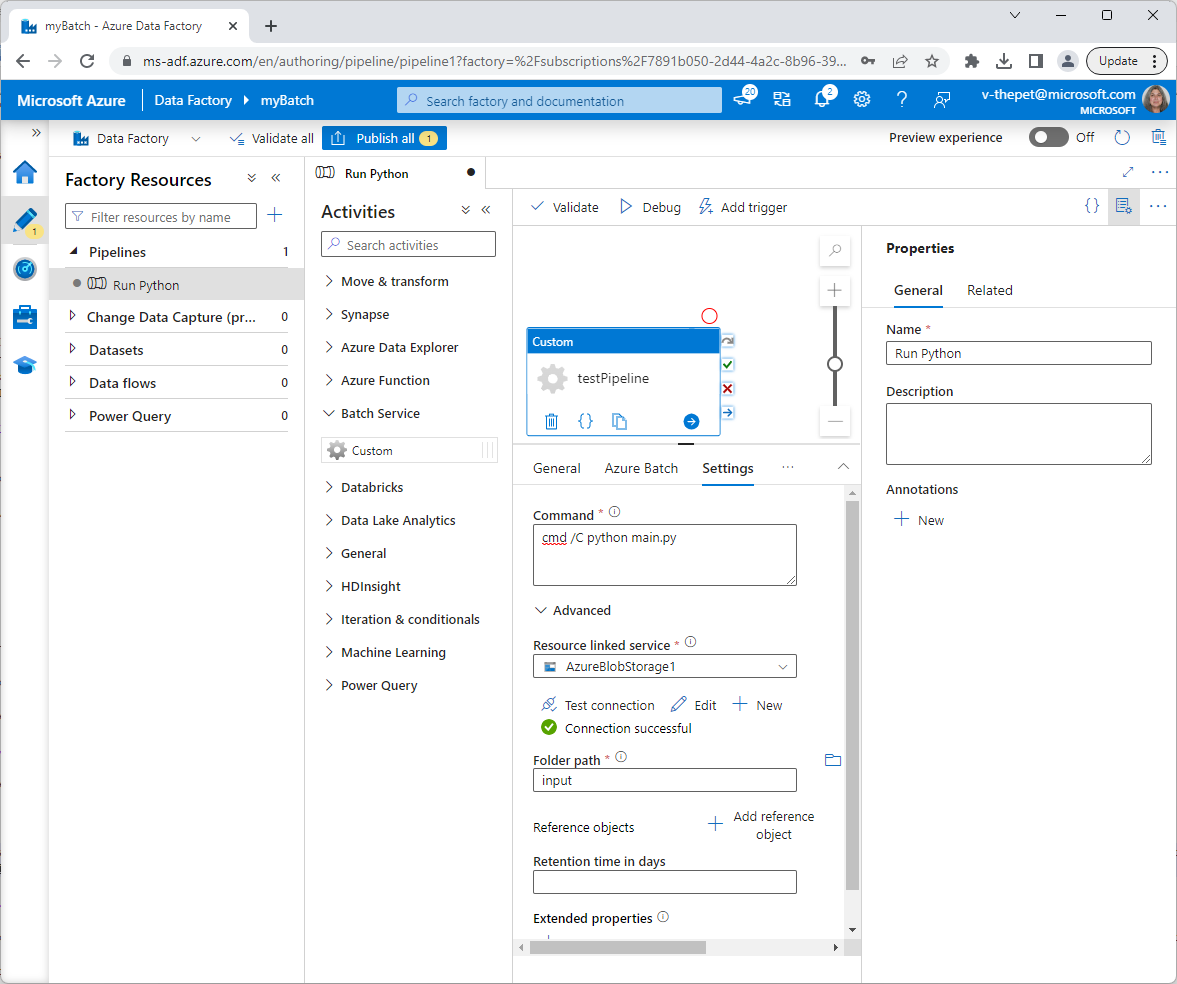 myBatch - Azure Data Factory
ms-adf.azure.com/en/authoring/pipeline/pipeline1?factory=%2Fsubscriptions%2F7891b050-2d44-4a2c-8b96-39...
Update
Microsoft Azure
Data Factory
myBatch
Search factory and documentation
20
2
v-thepet@microsoft.com
MICROSOFT
Data Factory
Validate all
Publish all
1
Preview experience
Off
1
Factory Resources
Filter resources by name
Pipelines
1
Run Python
Change Data Capture (pr...
0
Datasets
0
Data flows
0
Power Query
0
Run Python
Activities
Search activities
Move & transform
Synapse
Azure Data Explorer
Azure Function
Batch Service
Custom
Databricks
Data Lake Analytics
General
HDInsight
Iteration & conditionals
Machine Learning
Power Query
Validate
Debug
Add trigger
Custom
testPipeline
General
Azure Batch
Settings
Command *
cmd /C python main.py
Advanced
Resource linked service *
AzureBlobStorage1
Test connection
Edit
New
Connection successful
Folder path *
input
Reference objects
Add reference
object
Retention time in days
Extended properties
Properties
General
Related
Name *
Run Python
Description
Annotations
New